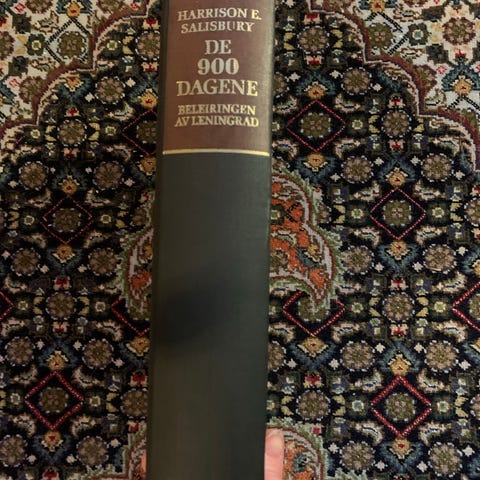 HARRISON E.
SALISBURY
DE
900
DAGENE
BELEIRINGEN
AV LENINGRAD